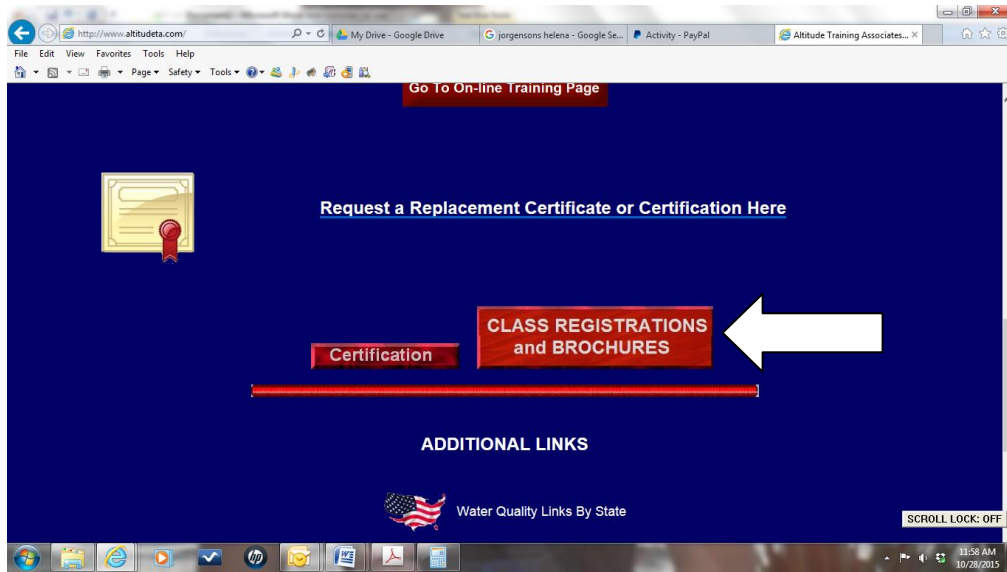 http://www.altitudeta.com/
My Drive - Google Drive
jorgensons helena - Google Se...
Activity - PayPal
Altitude Training Associates...
File Edit View Favorites Tools Help
Page Safety Tools
Go To On-line Training Page
Request a Replacement Certificate or Certification Here
CLASS REGISTRATIONS
and BROCHURES
Certification
ADDITIONAL LINKS
Water Quality Links By State
SCROLL LOCK: OFF
11:58 AM
10/28/2015